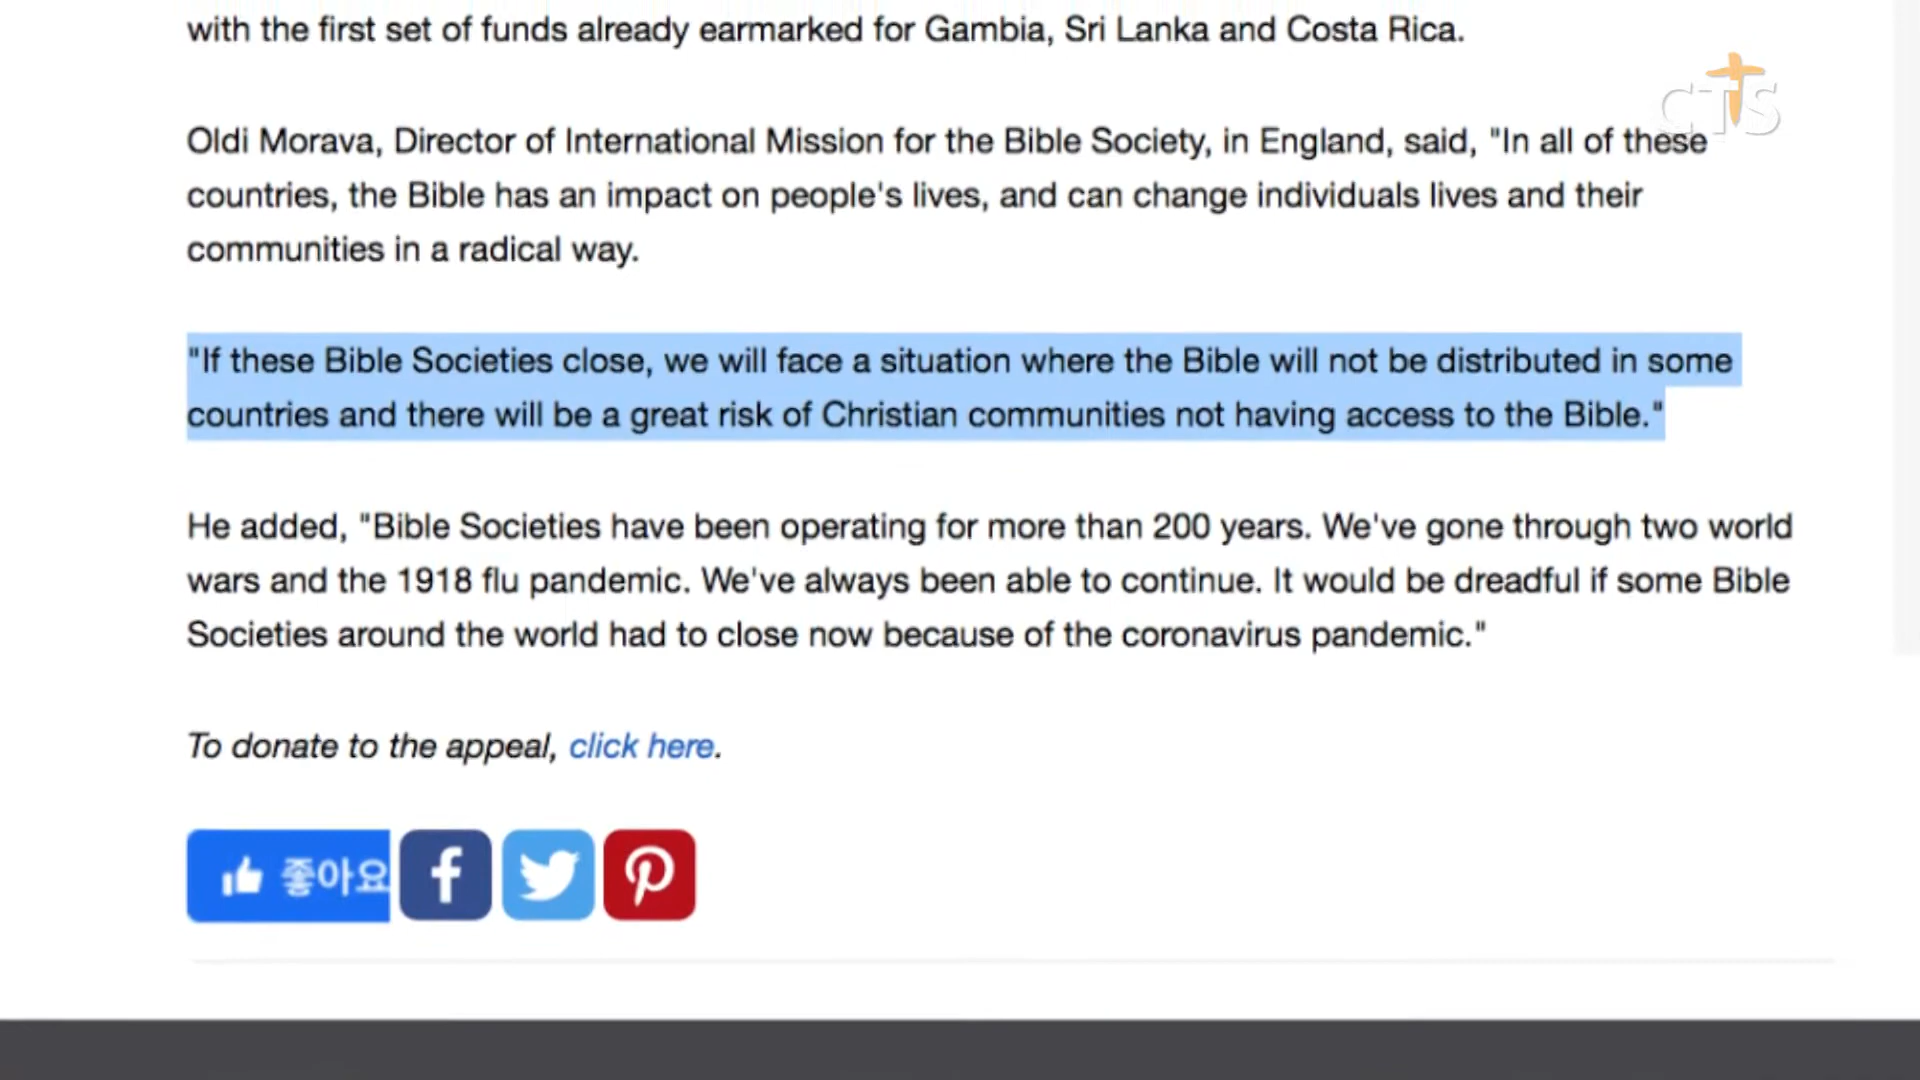 with the first set of funds already earmarked for Gambia, Sri Lanka and Costa Rica.
CTS
Oldi Morava, Director of International Mission for the Bible Society, in England, said, "In all of these
countries, the Bible has an impact on people's lives, and can change individuals lives and their
communities in a radical way.
"If these Bible Societies close, we will face a situation where the Bible will not be distributed in some
countries and there will be a great risk of Christian communities not having access to the Bible."
He added, "Bible Societies have been operating for more than 200 years. We've gone through two world
wars and the 1918 flu pandemic. We've always been able to continue. It would be dreadful if some Bible
Societies around the world had to close now because of the coronavirus pandemic."
To donate to the appeal, click here.
좋아요